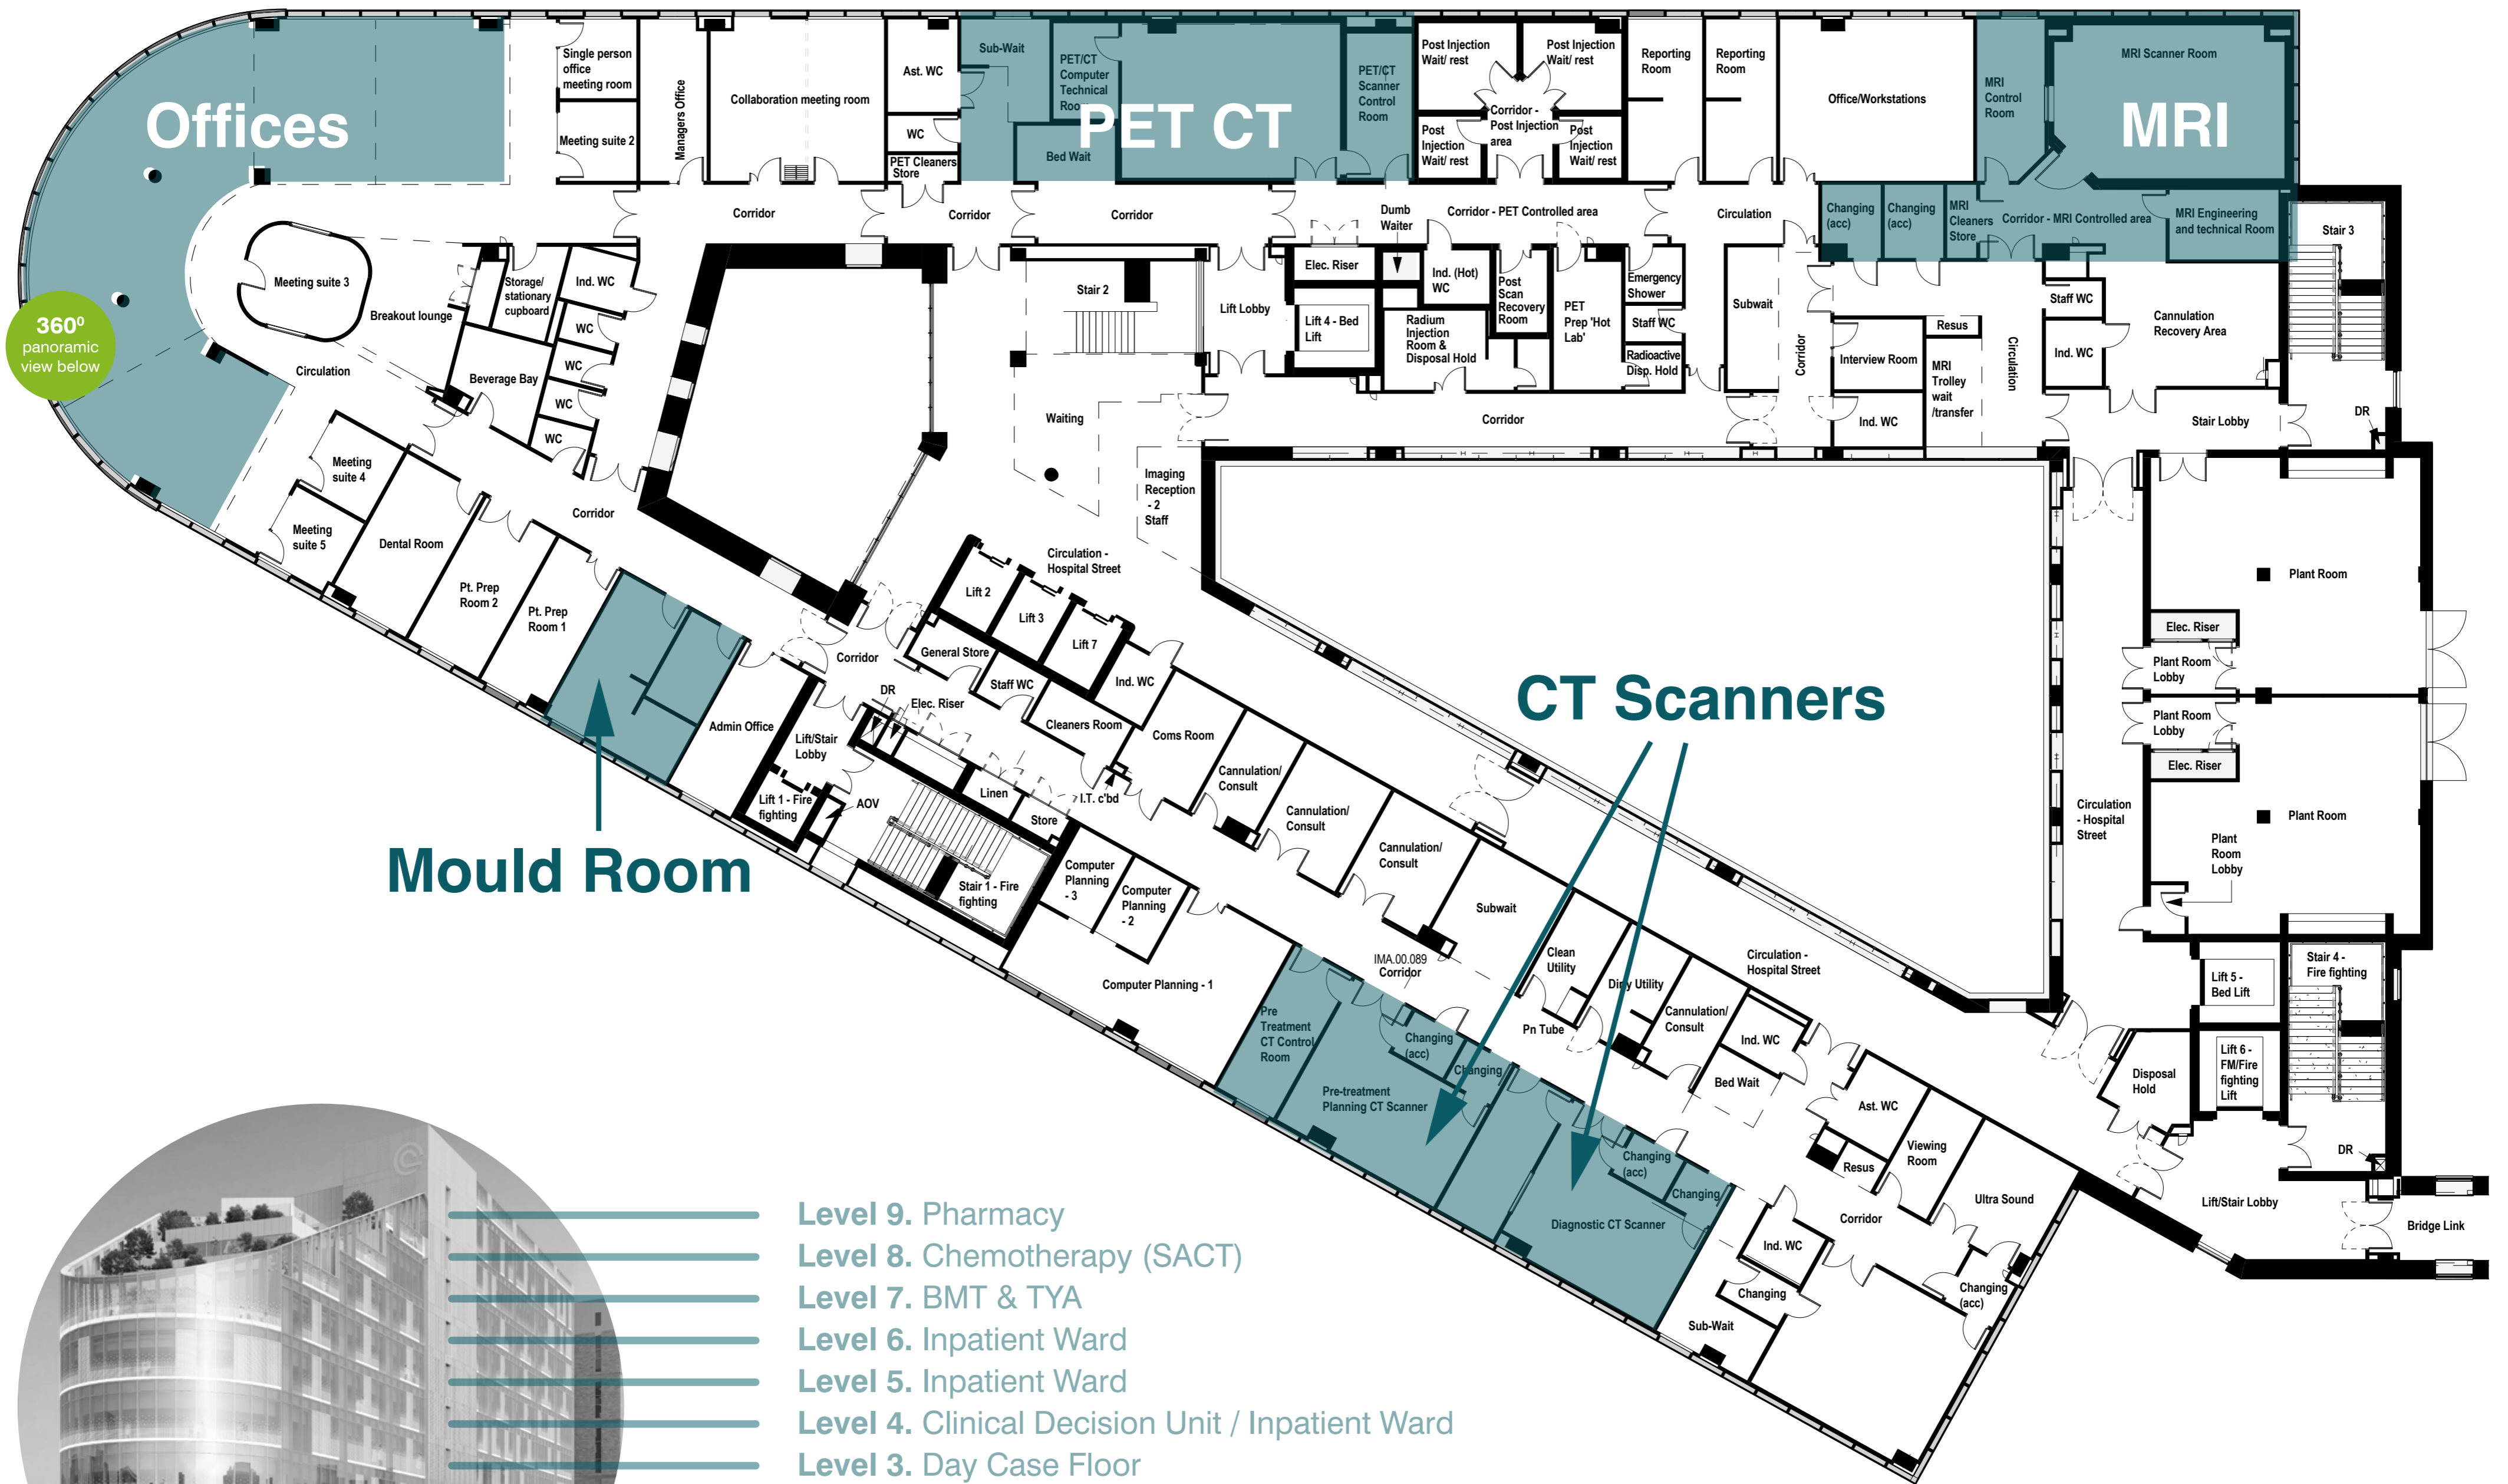 Offices
PET CT
MRI
Single person
office
meeting room
Meeting suite 2
Managers Office
Collaboration meeting room
Ast. WC
WC
PET Cleaners
Store
Sub-Wait
PET/CT
Computer
Technical
Room
Bed Wait
PET/CT
Scanner
Control
Room
Post Injection
Wait/ rest
Post Injection
Wait/ rest
Corridor -
Post Injection
area
Post
Injection
Wait/ rest
Post
Injection
Wait/ rest
Reporting
Room
Reporting
Room
Office/Workstations
MRI
Control
Room
MRI Scanner Room
Corridor
Corridor
Corridor
Dumb
Waiter
Corridor - PET Controlled area
Circulation
Changing
(acc)
Changing
(acc)
MRI
Cleaners
Store
Corridor - MRI Controlled area
MRI Engineering
and technical Room
Stair 3
Meeting suite 3
Breakout lounge
Storage/
stationary
cupboard
Ind. WC
WC
WC
WC
WC
Beverage Bay
Circulation
360⁰
panoramic
view below
Stair 2
Lift Lobby
Elec. Riser
Lift 4 - Bed
Lift
Ind. (Hot)
WC
Radium
Injection
Room &
Disposal Hold
Post
Scan
Recovery
Room
PET
Prep 'Hot
Lab'
Emergency
Shower
Staff WC
Radioactive
Disp. Hold
Subwait
Corridor
Interview Room
Ind. WC
Resus
MRI
Trolley
wait
/transfer
Circulation
Staff WC
Ind. WC
Cannulation
Recovery Area
DR
Stair Lobby
Waiting
Corridor
Imaging
Reception
- 2
Staff
Meeting
suite 4
Meeting
suite 5
Dental Room
Corridor
Pt. Prep
Room 2
Pt. Prep
Room 1
Circulation -
Hospital Street
Lift 2
Lift 3
Lift 7
General Store
Corridor
Staff WC
Ind. WC
DR
Elec. Riser
Cleaners Room
Coms Room
Admin Office
Lift/Stair
Lobby
Lift 1 - Fire
fighting
AOV
Linen
Store
I.T. c'bd
Stair 1 - Fire
fighting
Mould Room
CT Scanners
Plant Room
Elec. Riser
Plant Room
Lobby
Plant Room
Lobby
Elec. Riser
Circulation
- Hospital
Street
Plant Room
Plant
Room
Lobby
Cannulation/
Consult
Cannulation/
Consult
Cannulation/
Consult
Subwait
Computer
Planning
- 3
Computer
Planning
- 2
Computer Planning - 1
IMA.00.089
Corridor
Clean
Utility
Dirty Utility
Circulation -
Hospital Street
Pn Tube
Cannulation/
Consult
Ind. WC
Bed Wait
Pre
Treatment
CT Control
Room
Changing
(acc)
Changing
Pre-treatment
Planning CT Scanner
Changing
(acc)
Changing
Diagnostic CT Scanner
Ast. WC
Viewing
Room
Resus
Ultra Sound
Corridor
Ind. WC
Changing
Sub-Wait
Changing
(acc)
Lift 5 -
Bed Lift
Stair 4 -
Fire fighting
Lift 6 -
FM/Fire
fighting
Lift
Disposal
Hold
DR
Lift/Stair Lobby
Bridge Link
Level 9. Pharmacy
Level 8. Chemotherapy (SACT)
Level 7. BMT & TYA
Level 6. Inpatient Ward
Level 5. Inpatient Ward
Level 4. Clinical Decision Unit / Inpatient Ward
Level 3. Day Case Floor